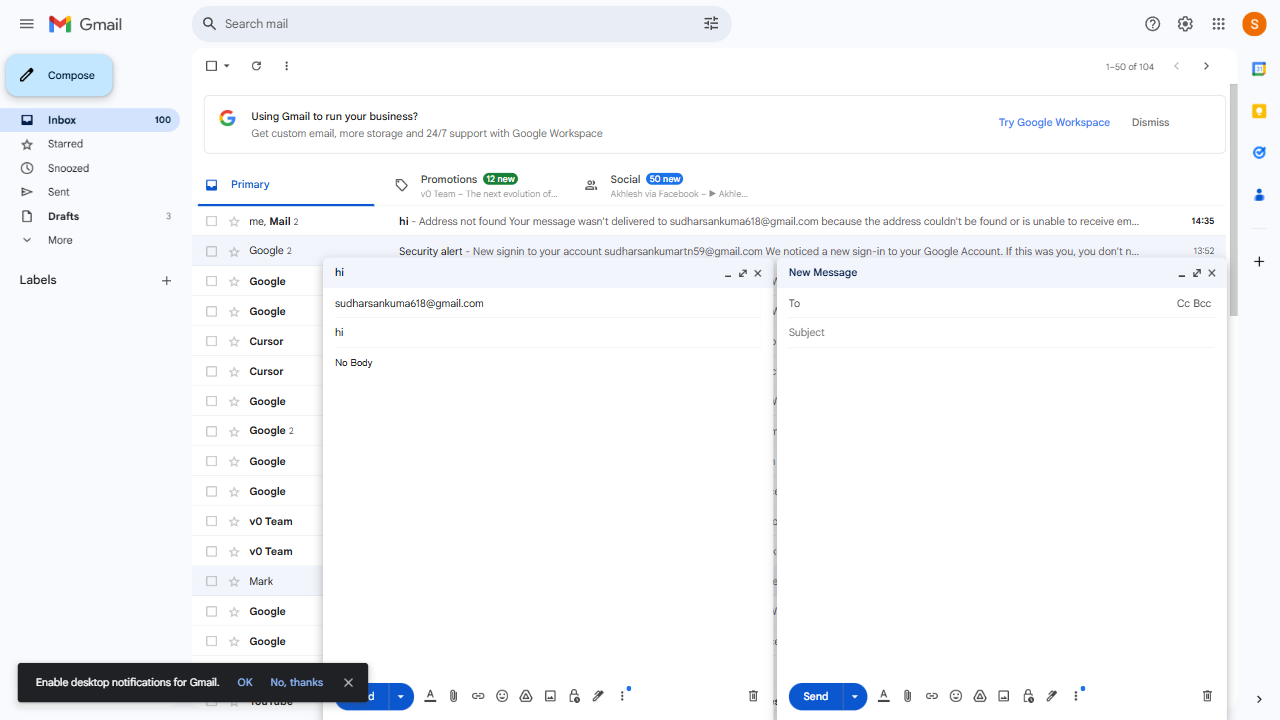 Gmail
Search mail
S
Compose
1–50 of 104
Inbox 100
Starred
Snoozed
Sent
Drafts 3
More
Labels
Using Gmail to run your business?
Get custom email, more storage and 24/7 support with Google Workspace
Try Google Workspace Dismiss
Primary
Promotions 12 new
v0 Team – The next evolution of...
Social 50 new
Akhlesh via Facebook – ▶ Akhle...
me, Mail 2 hi - Address not found Your message wasn't delivered to sudharsankuma618@gmail.com because the address couldn't be found or is unable to receive em... 14:35
Google 2 Security alert - New signin to your account sudharsankumartn59@gmail.com We noticed a new sign-in to your Google Account. If this was you, you don't n... 13:52
Google
Google
Cursor
Cursor
Google
Google 2
Google
Google
v0 Team
v0 Team
Mark
Google
Google
YouTube
hi
sudharsankuma618@gmail.com
hi
No Body
New Message
To Cc Bcc
Subject
Send
Enable desktop notifications for Gmail. OK No, thanks